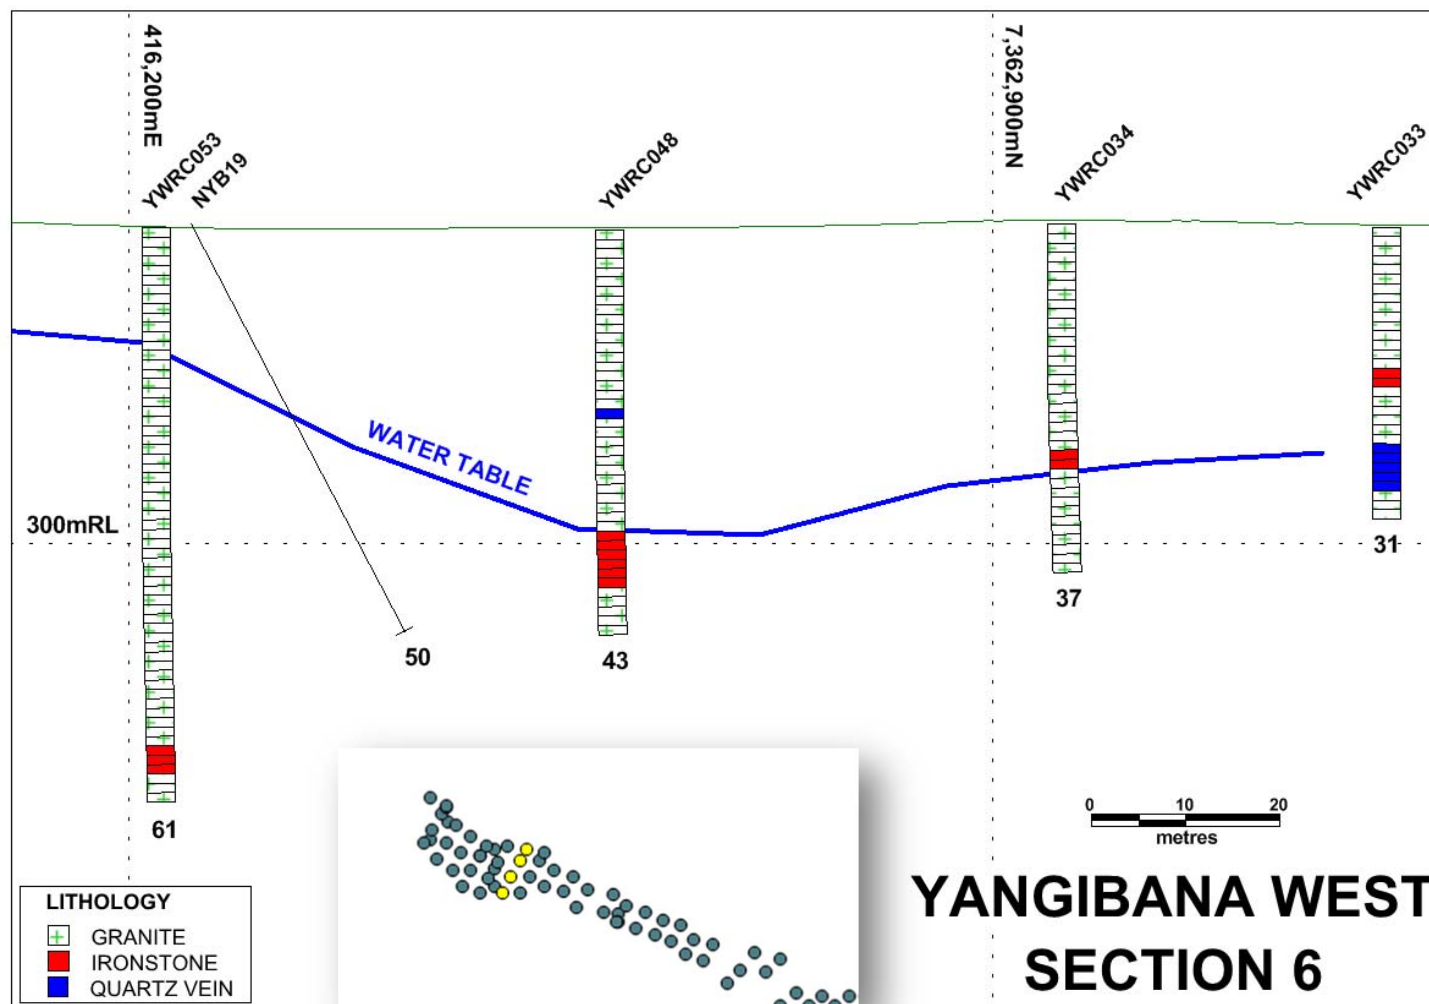 416,200mE
7,362,900mN
YWRC053
NYB19
YWRC048
YWRC034
YWRC033
WATER TABLE
300mRL
31
37
50
43
61
0 10 20
metres
YANGIBANA WEST
SECTION 6
LITHOLOGY
GRANITE
IRONSTONE
QUARTZ VEIN